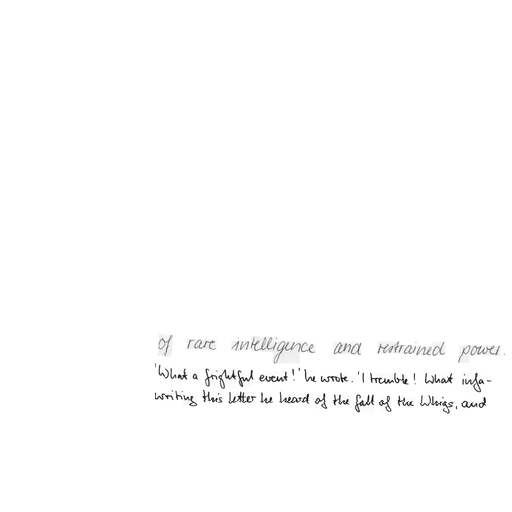 of rare intelligence and restrained power.
'What a frightful event!' he wrote. 'I tremble! What infa-
writing this letter he heard of the fall of the Whigs, and